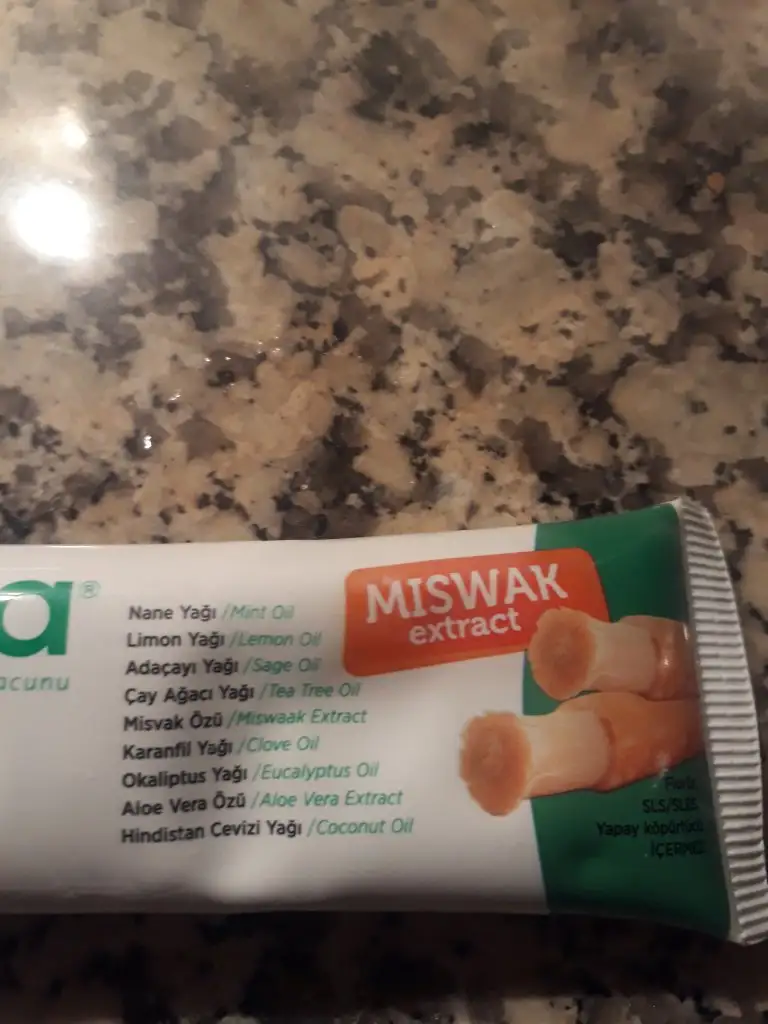 a®
acunu
Nane Yağı /Mint Oil
Limon Yağı /Lemon Oil
Adaçayı Yağı /Sage Oil
Çay Ağacı Yağı /Tea Tree Oil
Misvak Özü /Miswaak Extract
Karanfil Yağı /Clove Oil
Okaliptus Yağı /Eucalyptus Oil
Aloe Vera Özü /Aloe Vera Extract
Hindistan Cevizi Yağı /Coconut Oil
MISWAK
extract
SLS/SLES
Yapay köpürtücü
İÇERMEZ